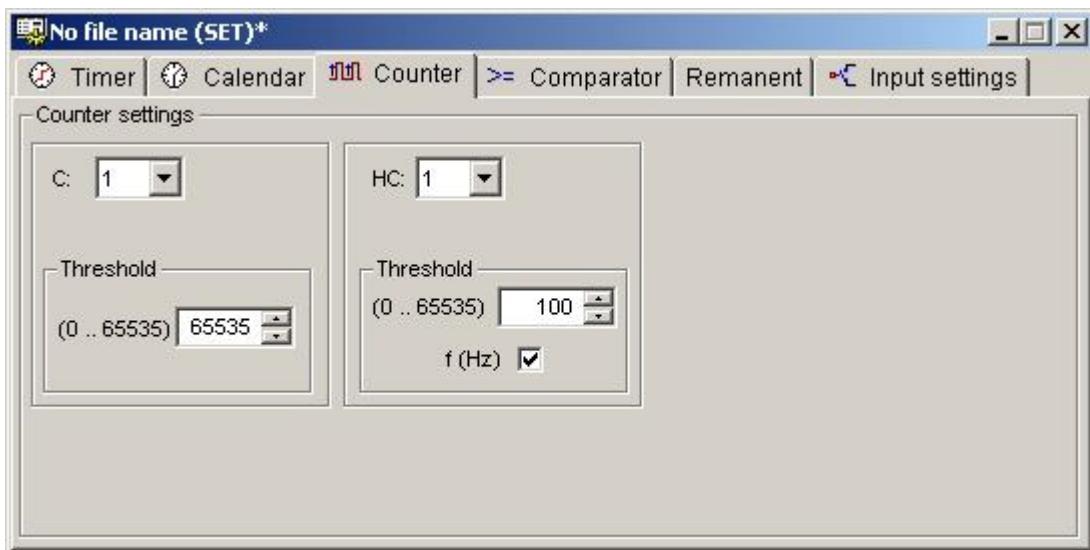 No file name (SET)*
Timer Calendar Counter >= Comparator Remanent Input settings
Counter settings
C: 1
HC: 1
Threshold
(0 .. 65535) 65535
Threshold
(0 .. 65535) 100
f (Hz)